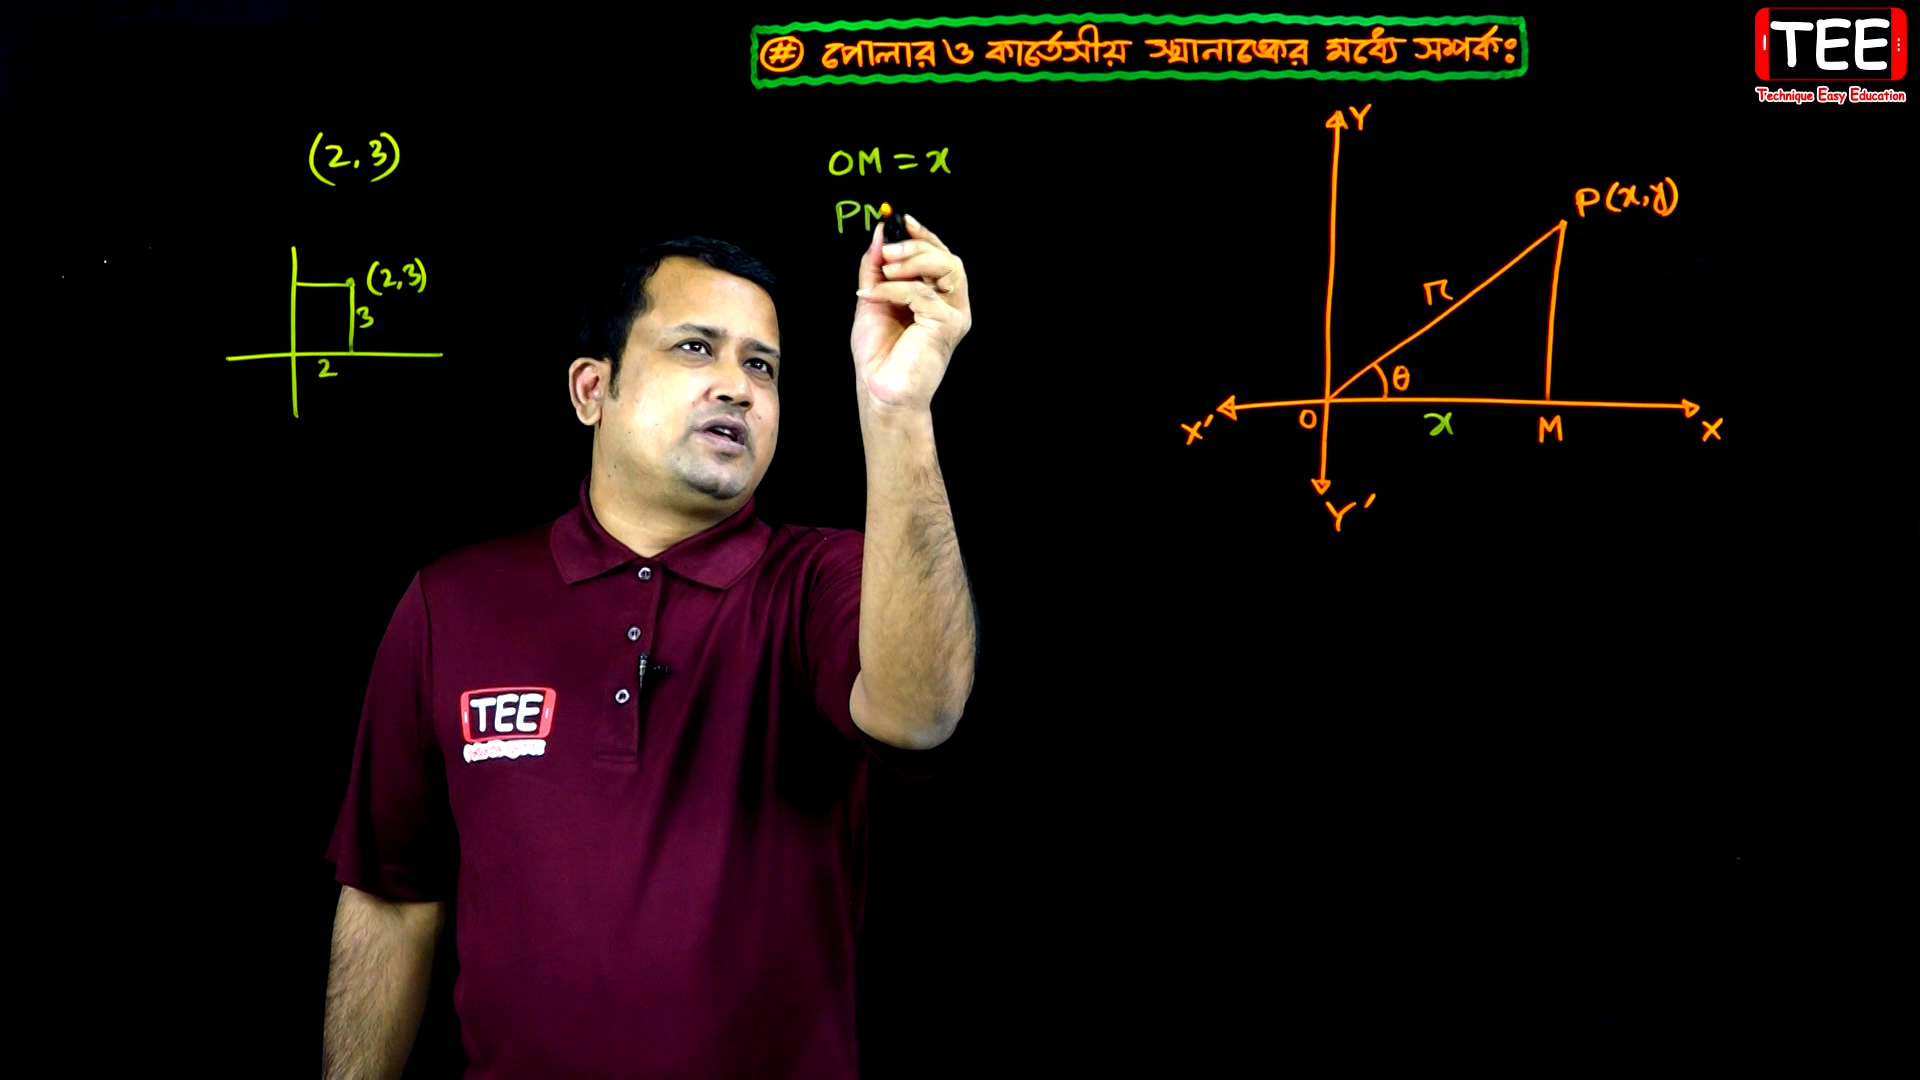 # পোলার ও কার্তেসীয় স্থানাঙ্কের মধ্যে সম্পর্ক:
TEE
Technique Easy Education
(2,3)
(2,3)
3
2
OM = x
PM
Y
P(x,y)
r
θ
X'
O
x
M
X
Y'
TEE